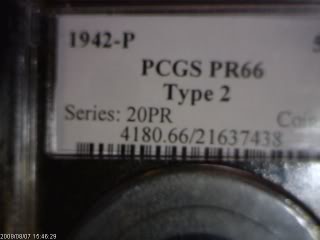 1942-P
PCGS PR66
Type 2
Series: 20PR
4180.66/21637438
2008/08/07 15:46:29